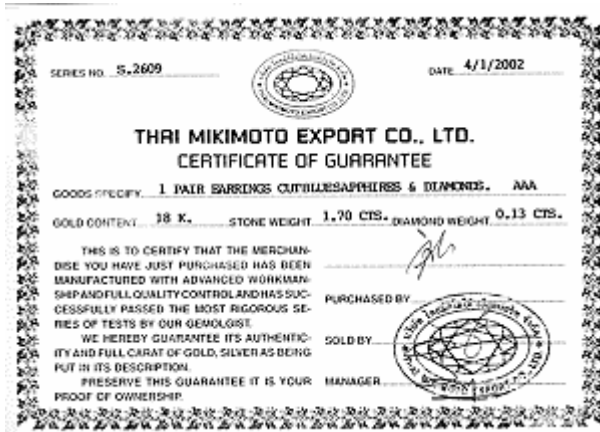 SERIES NO. S.2609
DATE 4/1/2002
THAI MIKIMOTO EXPORT CO., LTD.
CERTIFICATE OF GUARANTEE
GOODS SPECIFY. 1 PAIR EARRINGS CUTBLUESAPPHIRES & DIAMONDS. AAA
GOLD CONTENT 18 K. STONE WEIGHT 1.70 CTS. DIAMOND WEIGHT 0.13 CTS.
THIS IS TO CERTIFY THAT THE MERCHAN-
DISE YOU HAVE JUST PURCHASED HAS BEEN
MANUFACTURED WITH ADVANCED WORKMAN-
SHIP AND FULL QUALITY CONTROL AND HAS SUC-
CESSFULLY PASSED THE MOST RIGOROUS SE-
RIES OF TESTS BY OUR GEMOLGIST.
WE HEREBY GUARANTEE ITS AUTHENTIC-
ITY AND FULL CARAT OF GOLD, SILVER AS BEING
PUT IN ITS DESCRIPTION.
PRESERVE THIS GUARANTEE IT IS YOUR
PROOF OF OWNERSHIP.
PURCHASED BY
SOLD BY
MANAGER